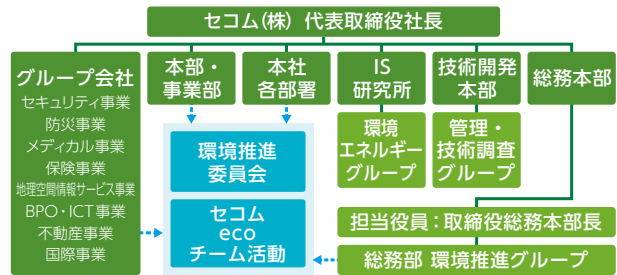 セコム(株) 代表取締役社長
グループ会社
セキュリティ事業
防災事業
メディカル事業
保険事業
地理空間情報サービス事業
BPO・ICT事業
不動産事業
国際事業
本部・
事業部
本社
各部署
IS
研究所
技術開発
本部
総務本部
環境推進
委員会
環境
エネルギー
グループ
管理・
技術調査
グループ
セコム
eco
チーム活動
担当役員：取締役総務本部長
総務部 環境推進グループ